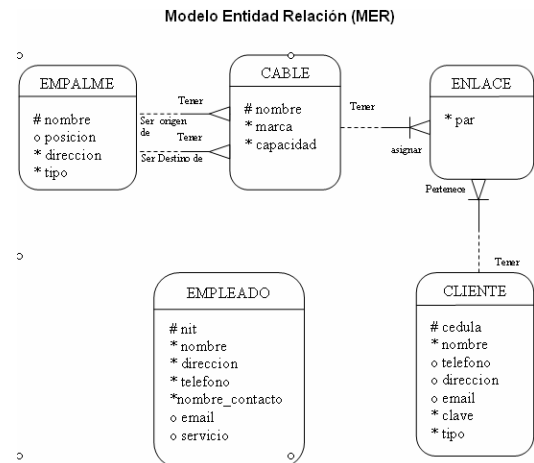 Modelo Entidad Relación (MER)
EMPALME
# nombre
o posicion
* direccion
* tipo
Tener
Ser origen
de
Tener
Ser Destino de
CABLE
# nombre
* marca
* capacidad
Tener
asignar
ENLACE
* par
Pertenece
Tener
EMPLEADO
# nit
* nombre
* direccion
* telefono
*nombre_contacto
o email
o servicio
CLIENTE
# cedula
* nombre
o telefono
o direccion
o email
* clave
* tipo